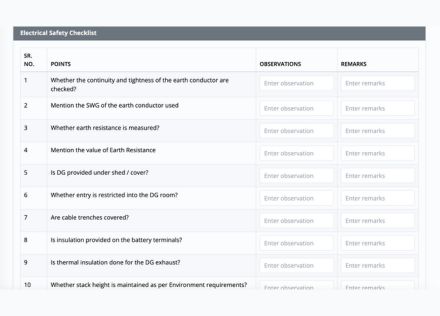 Electrical Safety Checklist
SR. NO. POINTS OBSERVATIONS REMARKS
1 Whether the continuity and tightness of the earth conductor are Enter observation Enter remarks
checked?
2 Mention the SWG of the earth conductor used Enter observation Enter remarks
3 Whether earth resistance is measured? Enter observation Enter remarks
4 Mention the value of Earth Resistance Enter observation Enter remarks
5 Is DG provided under shed / cover? Enter observation Enter remarks
6 Whether entry is restricted into the DG room? Enter observation Enter remarks
7 Are cable trenches covered? Enter observation Enter remarks
8 Is insulation provided on the battery terminals? Enter observation Enter remarks
9 Is thermal insulation done for the DG exhaust? Enter observation Enter remarks
10 Whether stack height is maintained as per Environment requirements? Enter observation Enter remarks